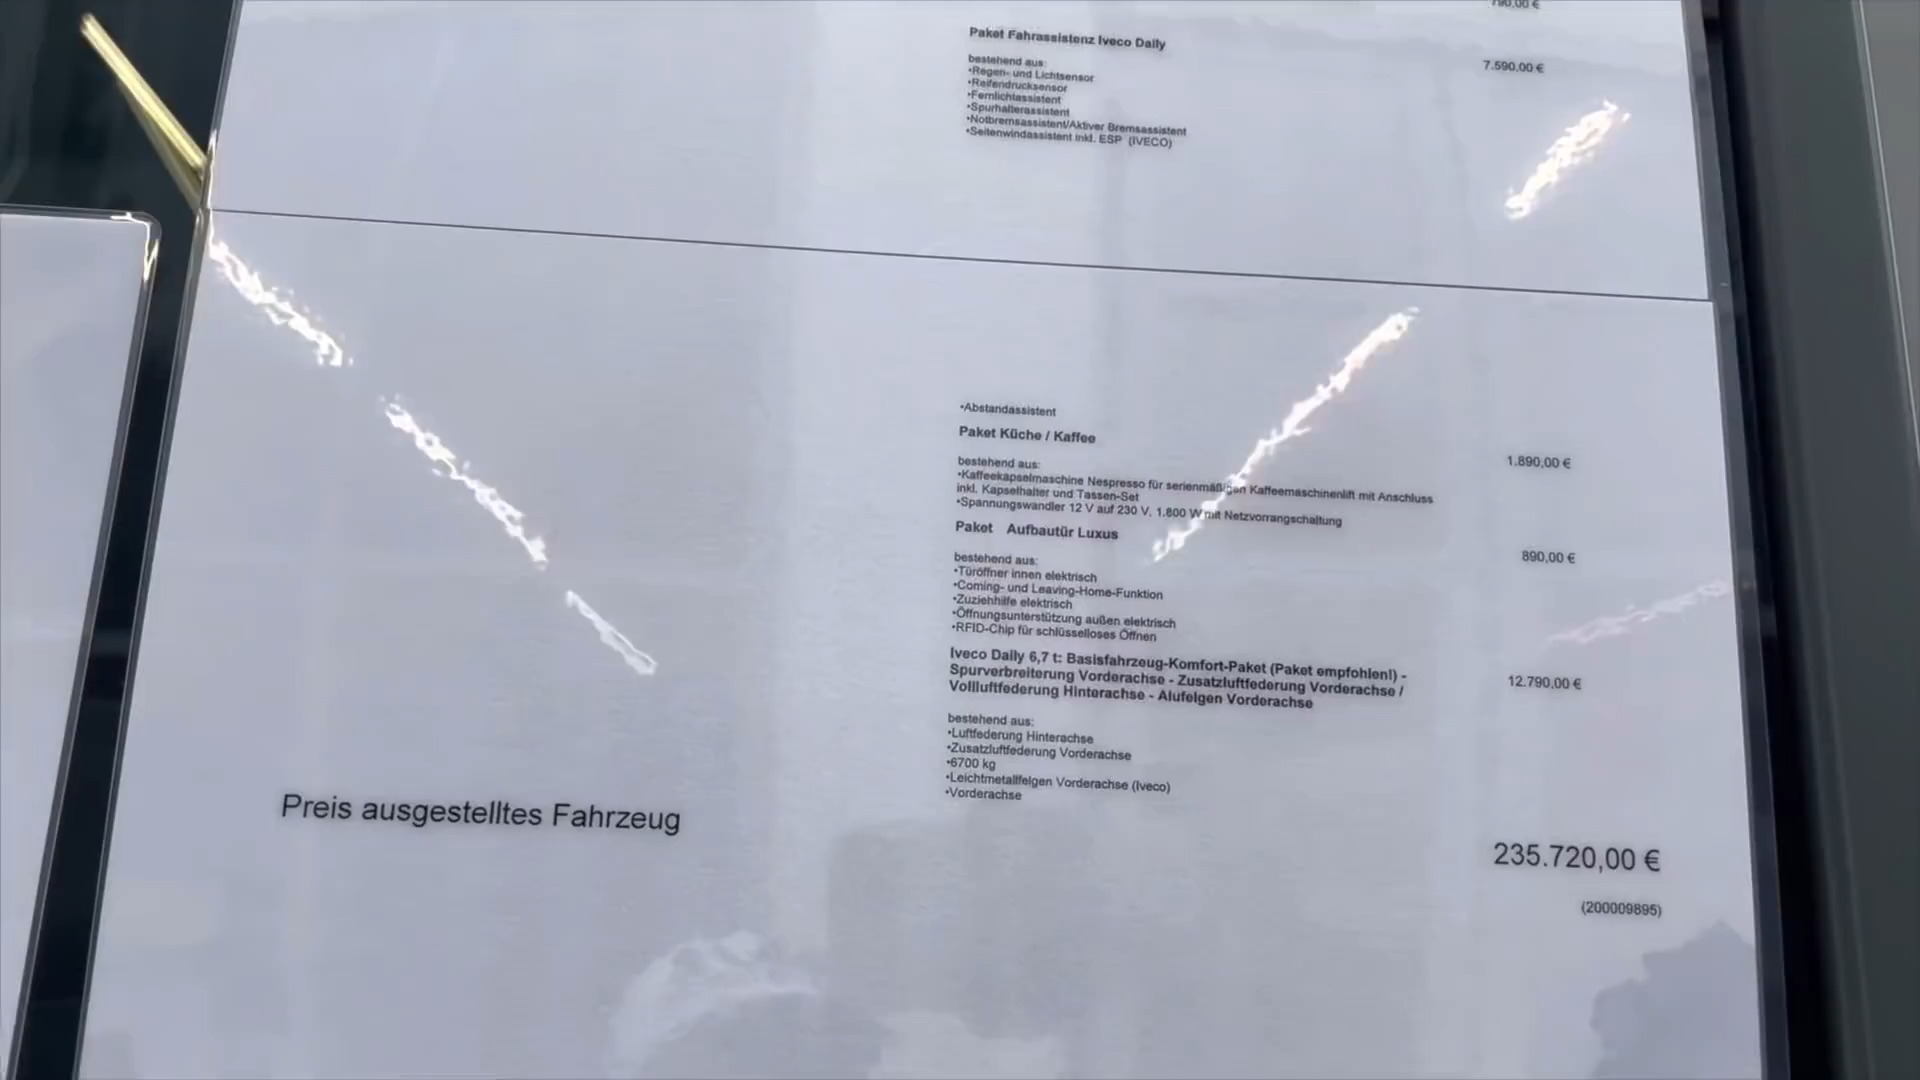 790,00 €
Paket Fahrassistenz Iveco Daily
7.590,00 €
bestehend aus:
•Regen- und Lichtsensor
•Reifendrucksensor
•Fernlichtassistent
•Spurhalterassistent
•Notbremsassistent/Aktiver Bremsassistent
•Seitenwindassistent inkl. ESP (IVECO)
•Abstandassistent
Paket Küche / Kaffee
1.890,00 €
bestehend aus:
•Kaffeekapselmaschine Nespresso für serienmäßigen Kaffeemaschinenlift mit Anschluss
inkl. Kapselhalter und Tassen-Set
•Spannungswandler 12 V auf 230 V, 1.800 W mit Netzvorrangschaltung
Paket Aufbautür Luxus
890,00 €
bestehend aus:
•Türöffner innen elektrisch
•Coming- und Leaving-Home-Funktion
•Zuziehhilfe elektrisch
•Öffnungsunterstützung außen elektrisch
•RFID-Chip für schlüsselloses Öffnen
Iveco Daily 6,7 t: Basisfahrzeug-Komfort-Paket (Paket empfohlen!) -
Spurverbreiterung Vorderachse - Zusatzluftfederung Vorderachse /
Vollluftfederung Hinterachse - Alufelgen Vorderachse
12.790,00 €
bestehend aus:
•Luftfederung Hinterachse
•Zusatzluftfederung Vorderachse
•6700 kg
•Leichtmetallfelgen Vorderachse (Iveco)
•Vorderachse
Preis ausgestelltes Fahrzeug
235.720,00 €
(200009895)